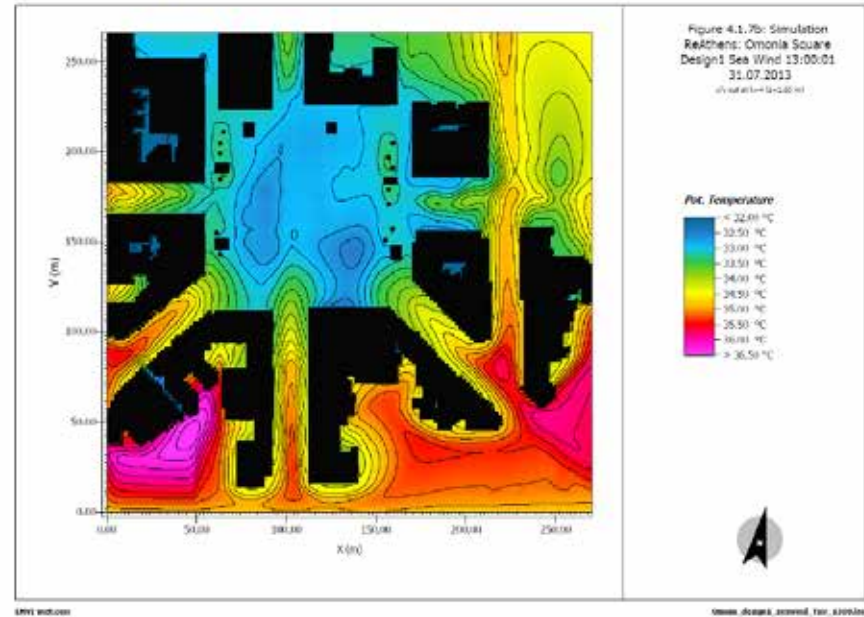 Figure 4.1.7b: Simulation
ReAthens: Omonia Square
Design1 Sea Wind 13:00:01
31.07.2013
Pot. Temperature
< 32.00 °C
32.50 °C
33.00 °C
33.50 °C
34.00 °C
34.50 °C
35.00 °C
35.50 °C
36.00 °C
> 36.50 °C
250.00
200.00
150.00
100.00
50.00
0.00
Y (m)
0.00 50.00 100.00 150.00 200.00 250.00
X (m)